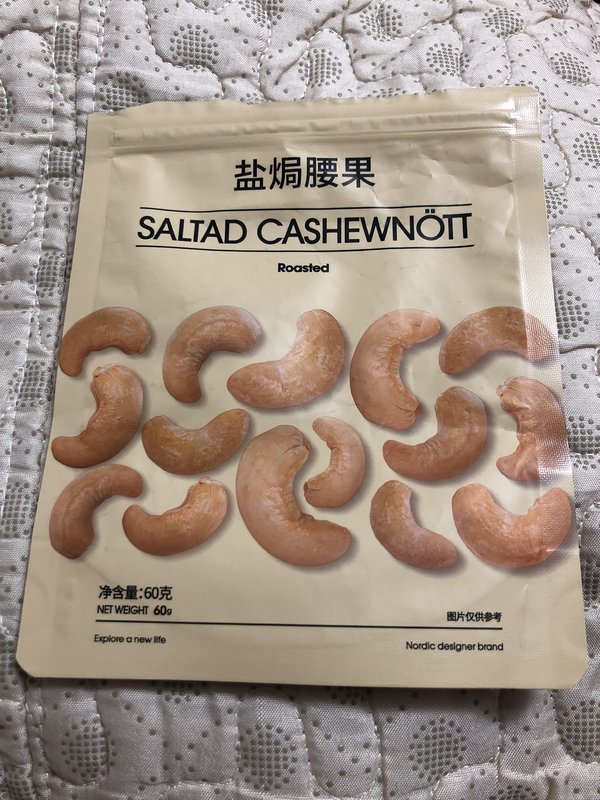 盐焗腰果
SALTAD CASHEWNÖTT
Roasted
净含量:60克
NET WEIGHT 60g
图片仅供参考
Explore a new life
Nordic designer brand